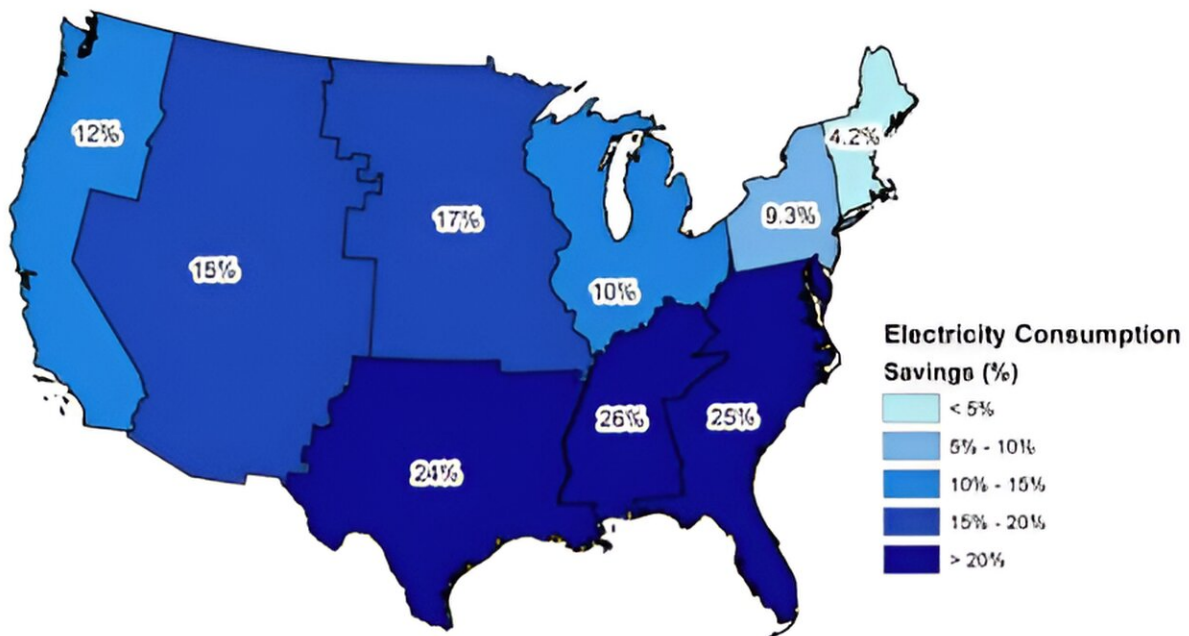 12%
15%
17%
10%
9.3%
4.2%
24%
26%
25%
Electricity Consumption
Savings (%)
< 5%
5% - 10%
10% - 15%
15% - 20%
> 20%